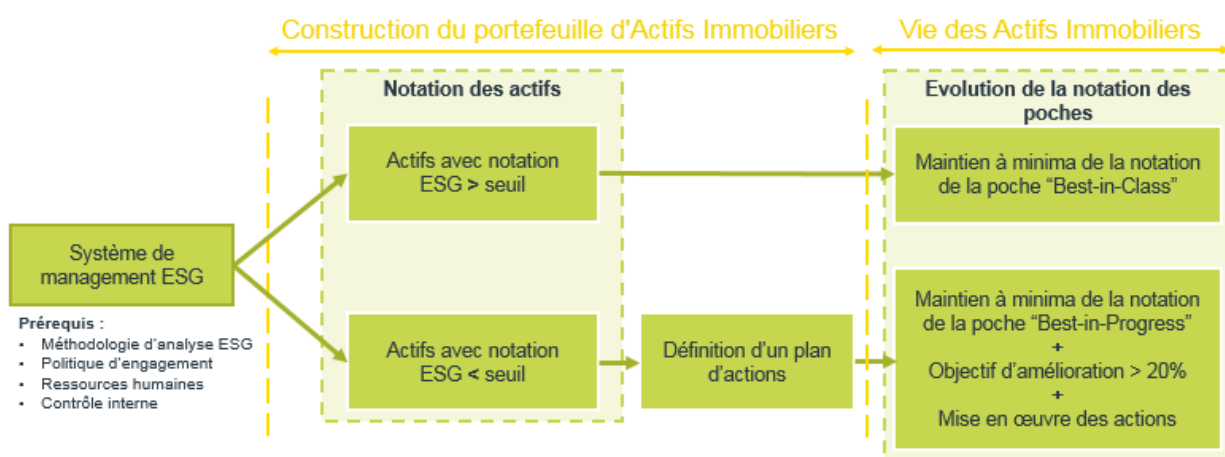 Construction du portefeuille d'Actifs Immobiliers
Vie des Actifs Immobiliers
Notation des actifs
Evolution de la notation des
poches
Actifs avec notation
ESG > seuil
Maintien à minima de la notation
de la poche “Best-in-Class”
Système de
management ESG
Prérequis :
• Méthodologie d’analyse ESG
• Politique d’engagement
• Ressources humaines
• Contrôle interne
Actifs avec notation
ESG < seuil
Définition d’un plan
d’actions
Maintien à minima de la notation
de la poche “Best-in-Progress”
+
Objectif d’amélioration > 20%
+
Mise en œuvre des actions